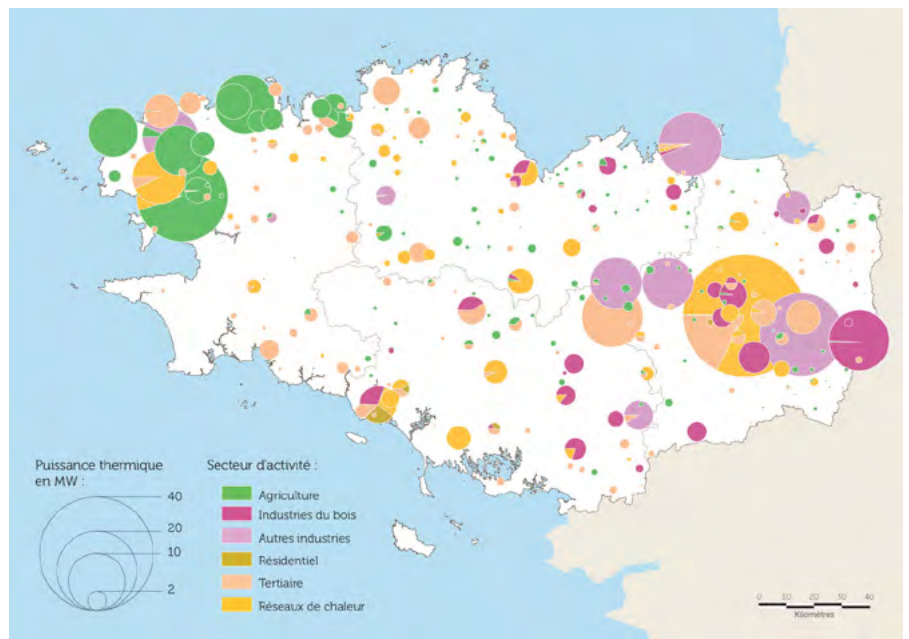 Puissance thermique
en MW :
40
20
10
2
Secteur d'activité :
Agriculture
Industries du bois
Autres industries
Résidentiel
Tertiaire
Réseaux de chaleur
0 10 20 30 40
Kilomètres